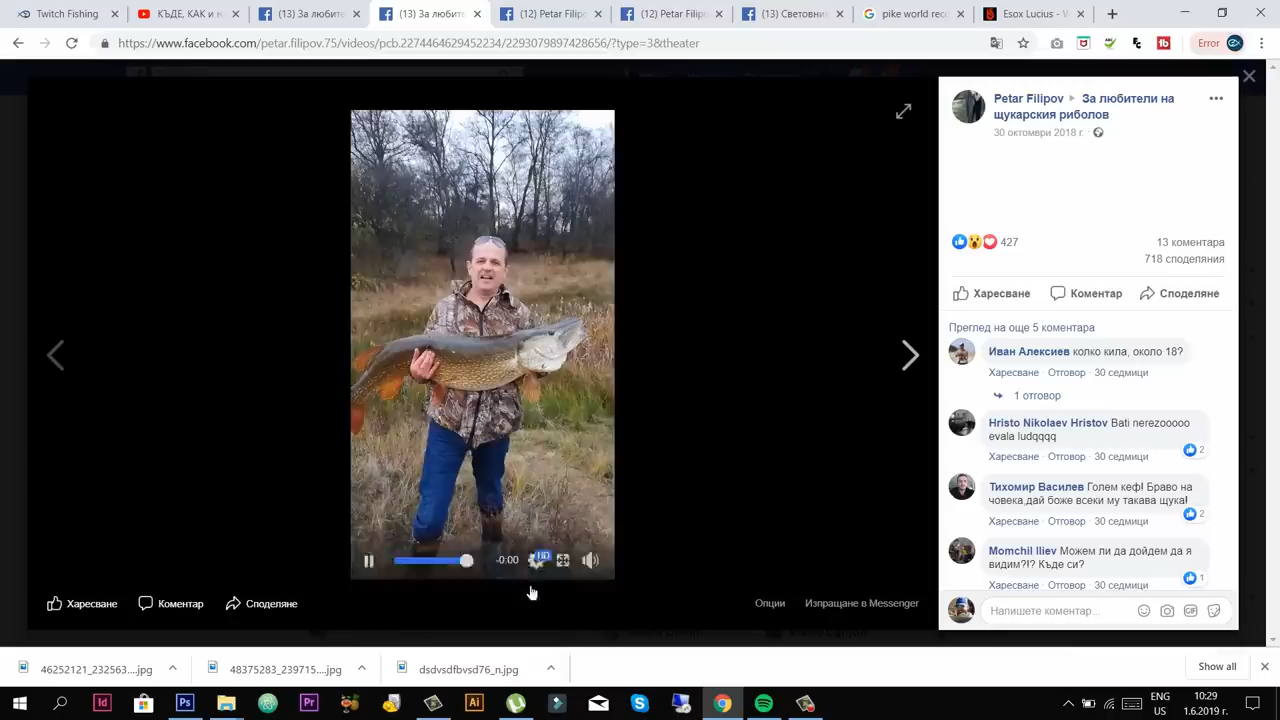 Twitch Fishing
КЪДЕ, КАК и н
(13) За любите
(13) За любит
(12) Petar Filip
(12) Petar Filip
(13) Световни
pike world rec
Esox Lucius - W
https://www.facebook.com/petar.filipov.75/videos/pcb.2274464629452234/2293079897428656/?type=3&theater
Error
Petar Filipov
За любители на
щукарския риболов
30 октомври 2018 г.
427
13 коментара
718 споделяния
Харесване
Коментар
Споделяне
Преглед на още 5 коментара
Иван Алексиев колко кила, около 18?
Харесване · Отговор · 30 седмици
1 отговор
Hristo Nikolaev Hristov Bati nerezooooo
evala ludqqqq
2
Харесване · Отговор · 30 седмици
Тихомир Василев Голем кеф! Браво на
човека,дай боже всеки му такава щука!
2
Харесване · Отговор · 30 седмици
Momchil Iliev Можем ли да дойдем да я
видим?!? Къде си?
1
Харесване · Отговор · 30 седмици
Напишете коментар...
GIF
-0:00
HD
Харесване
Коментар
Споделяне
Опции
Изпращане в Messenger
46252121_232563....jpg
48375283_239715....jpg
dsdvsdfbvsd76_n.jpg
Show all
Id
Ps
Pr
Ai
ENG
US
10:29
1.6.2019 г.